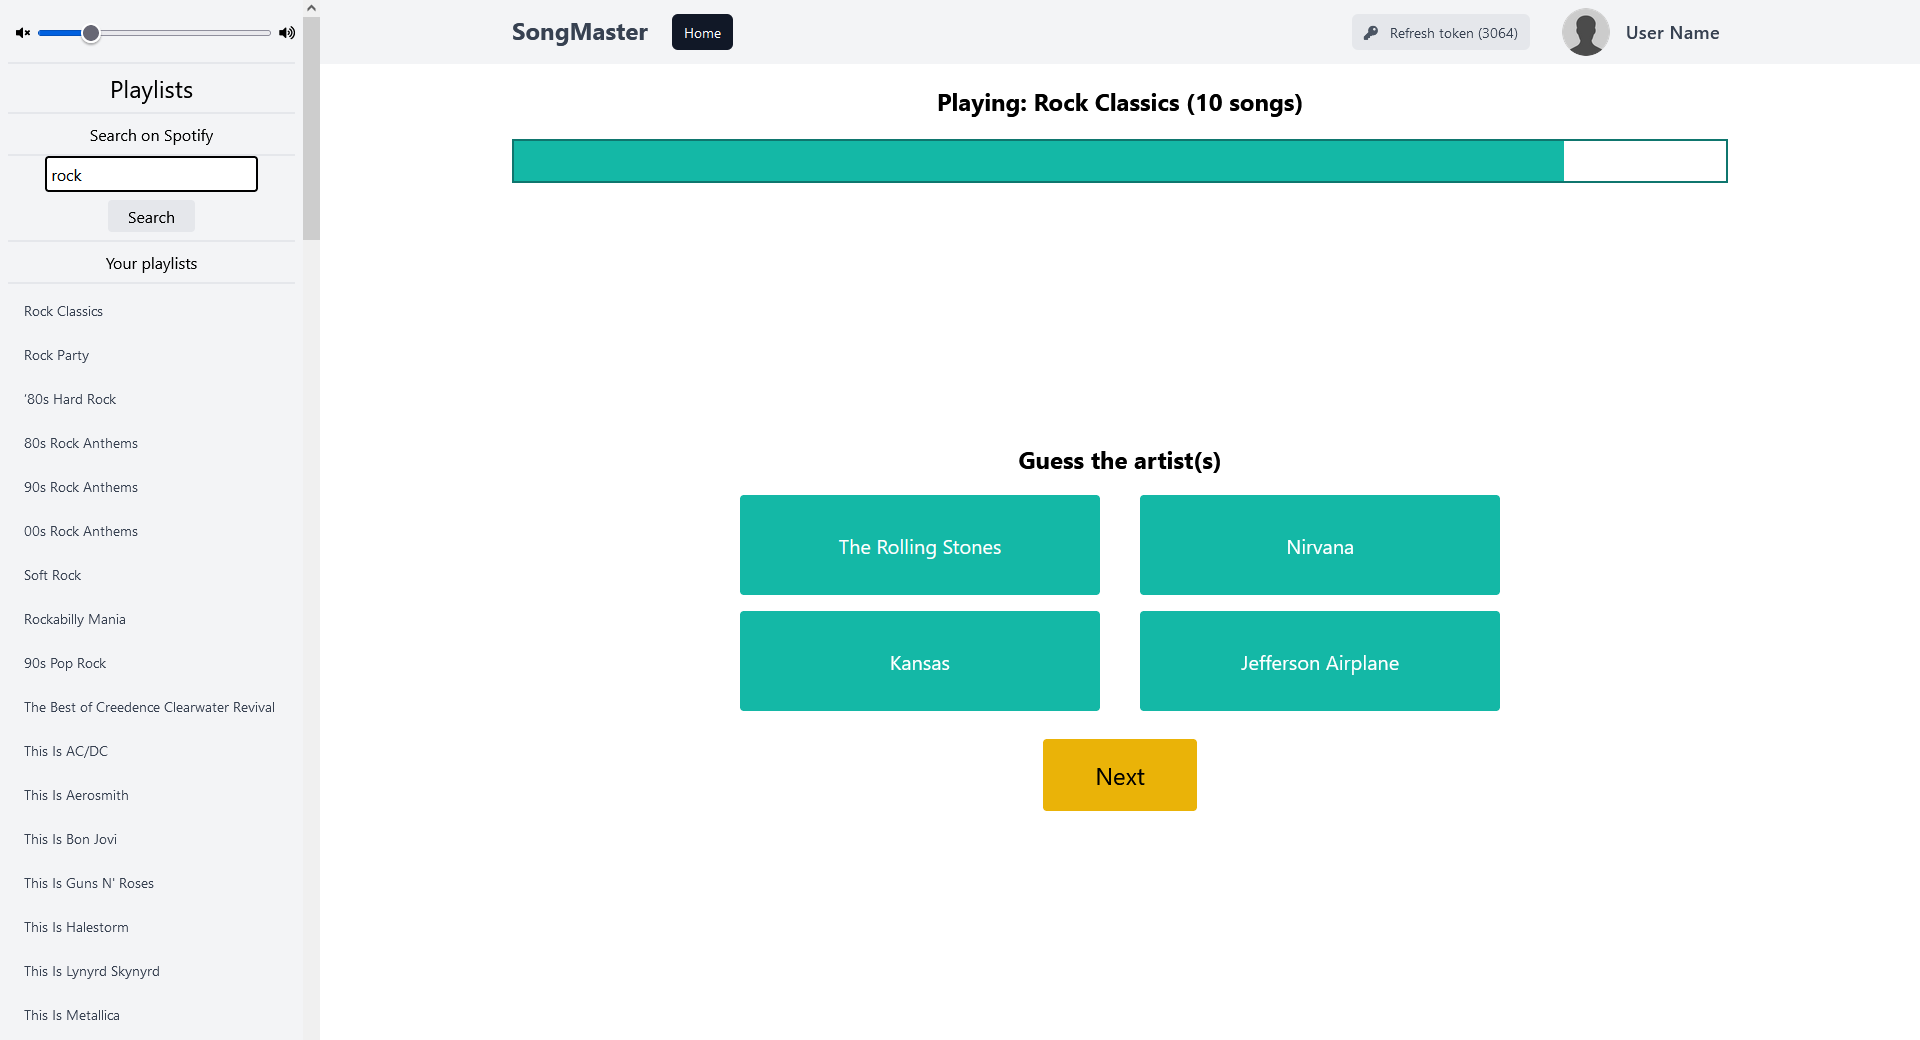 SongMaster
Home
Refresh token (3064)
User Name
Playlists
Search on Spotify
rock
Search
Your playlists
Rock Classics
Rock Party
'80s Hard Rock
80s Rock Anthems
90s Rock Anthems
00s Rock Anthems
Soft Rock
Rockabilly Mania
90s Pop Rock
The Best of Creedence Clearwater Revival
This Is AC/DC
This Is Aerosmith
This Is Bon Jovi
This Is Guns N' Roses
This Is Halestorm
This Is Lynyrd Skynyrd
This Is Metallica
Playing: Rock Classics (10 songs)
Guess the artist(s)
The Rolling Stones
Nirvana
Kansas
Jefferson Airplane
Next